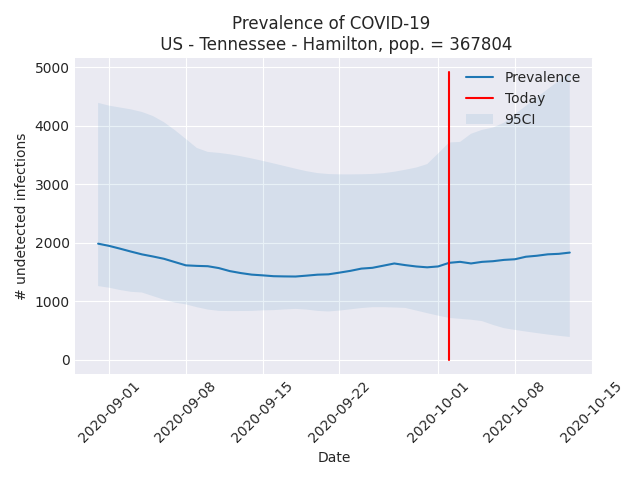 Prevalence of COVID-19
US - Tennessee - Hamilton, pop. = 367804
5000
4000
3000
2000
1000
0
# undetected infections
Prevalence
Today
95CI
2020-09-01
2020-09-08
2020-09-15
2020-09-22
2020-10-01
2020-10-08
2020-10-15
Date